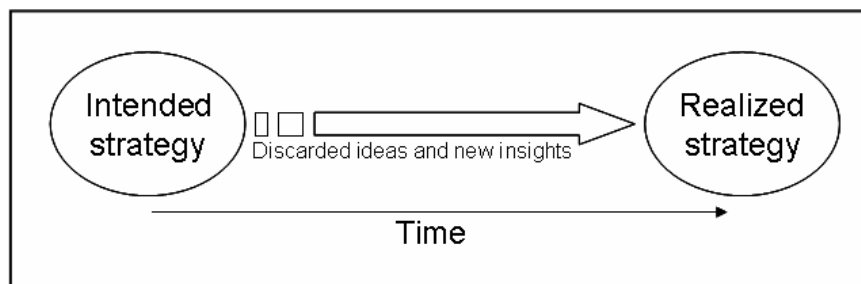 Intended
strategy
Discarded ideas and new insights
Realized
strategy
Time